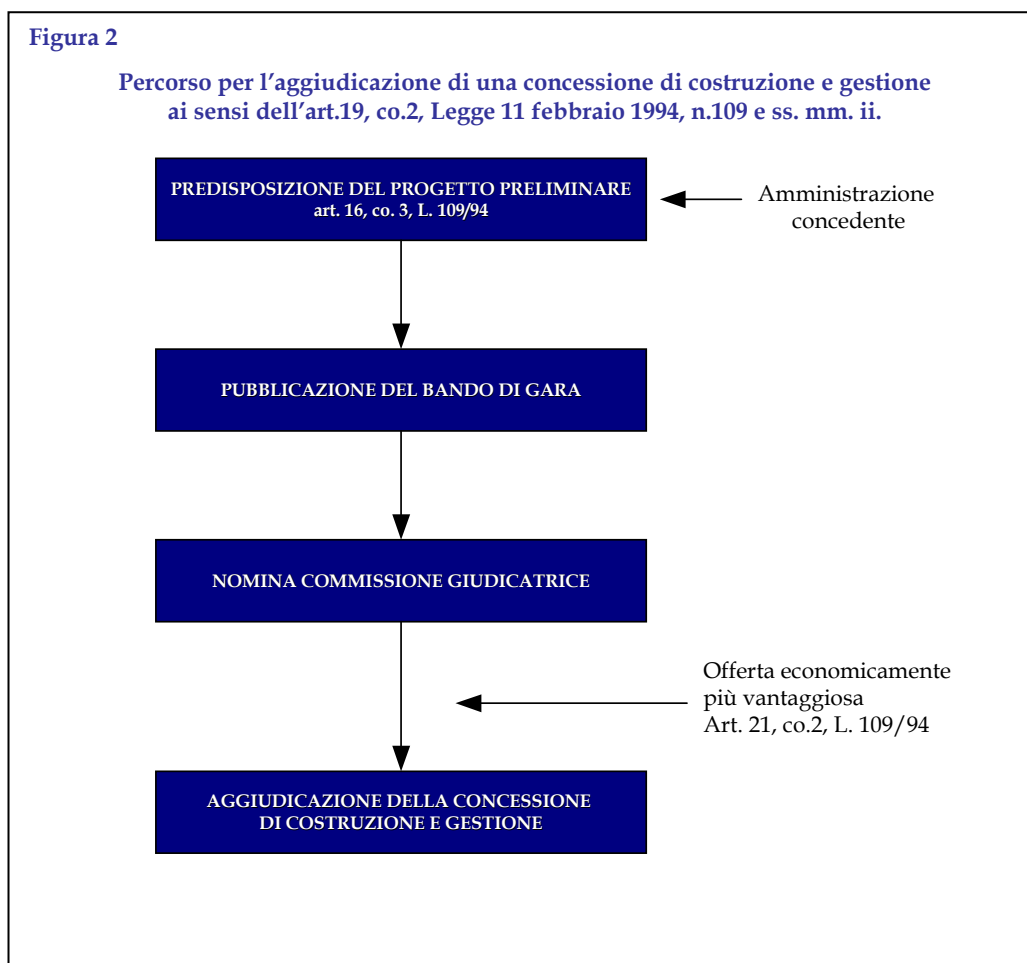 Figura 2
Percorso per l'aggiudicazione di una concessione di costruzione e gestione
ai sensi dell'art.19, co.2, Legge 11 febbraio 1994, n.109 e ss. mm. ii.
PREDISPOSIZIONE DEL PROGETTO PRELIMINARE
art. 16, co. 3, L. 109/94
Amministrazione
concedente
PUBBLICAZIONE DEL BANDO DI GARA
NOMINA COMMISSIONE GIUDICATRICE
Offerta economicamente
più vantaggiosa
Art. 21, co.2, L. 109/94
AGGIUDICAZIONE DELLA CONCESSIONE
DI COSTRUZIONE E GESTIONE